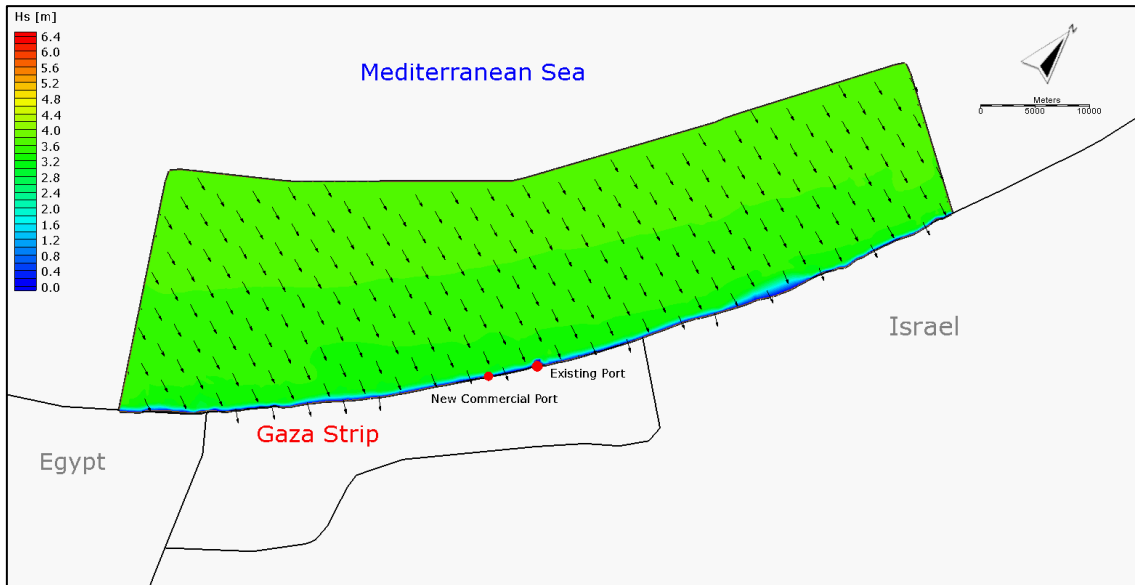 Hs [m]
6.4
6.0
5.6
5.2
4.8
4.4
4.0
3.6
3.2
2.8
2.4
2.0
1.6
1.2
0.8
0.4
0.0
Mediterranean Sea
N
Meters
0 5000 10000
Israel
Existing Port
New Commercial Port
Gaza Strip
Egypt